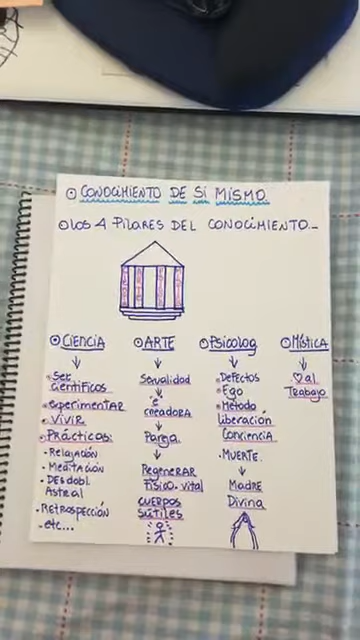 ⊙ CONOCIMIENTO DE SÍ MISMO.
⊙ LOS 4 PILARES DEL CONOCIMIENTO_
⊙ CIENCIA
↓
• SER CIENTÍFICOS
• EXPERIMENTAR
• VIVIR
• PRÁCTICAS:
• RELAJACIÓN
• MEDITACIÓN
• DESDOBL. ASTRAL
• RETROSPECCIÓN
• etc...
⊙ ARTE
↓
Sexualidad
↓
e
creadora
↓
Pareja
↓
Regenerar
Físico. vital
CUERPOS
SÚTILES
⊙ Psicolog
↓
• DEFECTOS
• Ego
• Método
liberación
Conciencia
• MUERTE.
↓
Madre
Divina
⊙ Mística
↓
♡ al
Trabajo